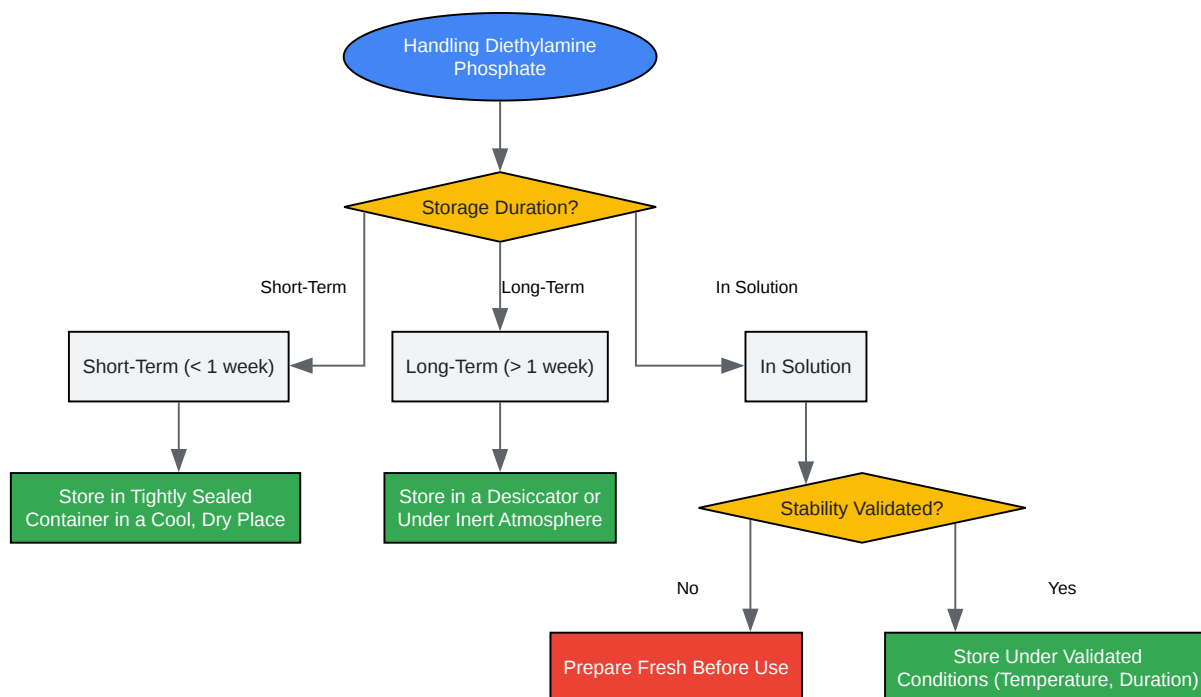 Handling Diethylamine
Phosphate
Storage Duration?
Short-Term
Long-Term
In Solution
Short-Term (< 1 week)
Long-Term (> 1 week)
In Solution
Store in Tightly Sealed
Container in a Cool, Dry Place
Store in a Desiccator or
Under Inert Atmosphere
Stability Validated?
No
Yes
Prepare Fresh Before Use
Store Under Validated
Conditions (Temperature, Duration)